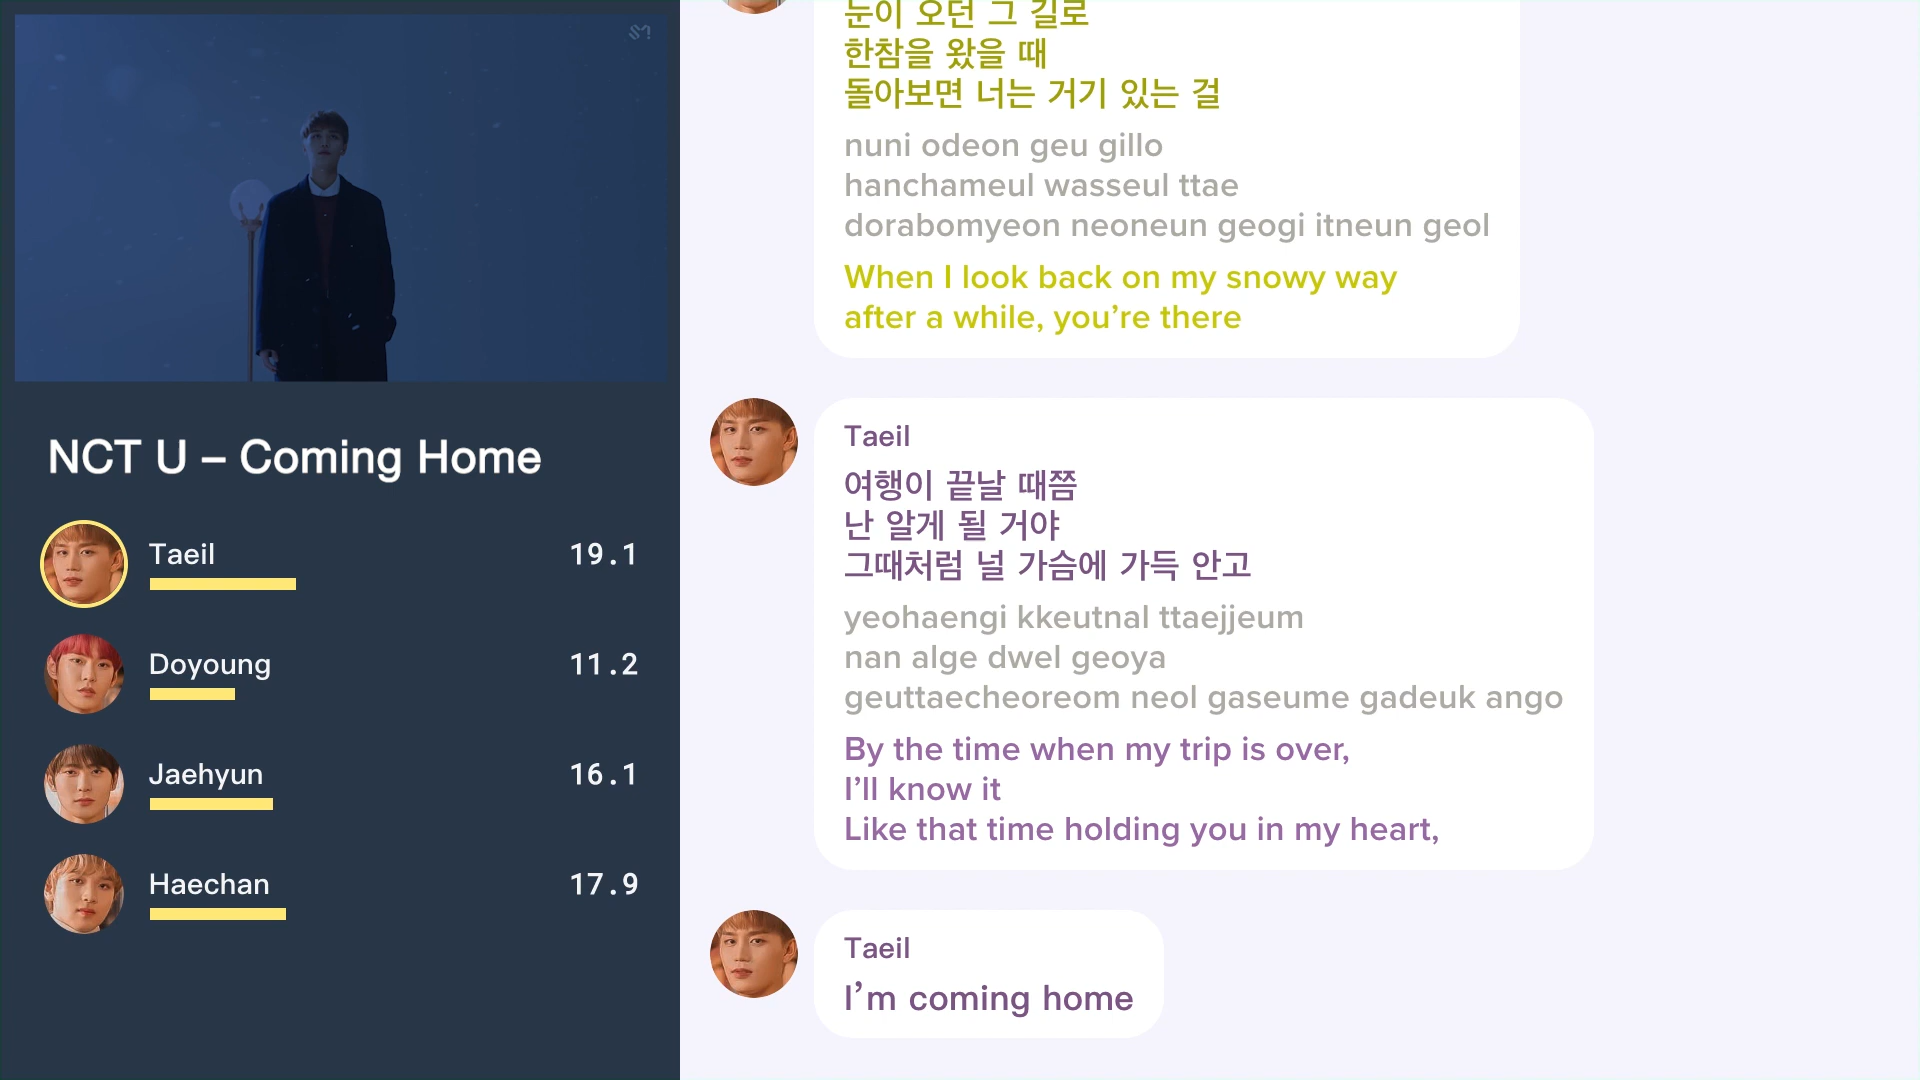 SM
NCT U – Coming Home
Taeil
19.1
Doyoung
11.2
Jaehyun
16.1
Haechan
17.9
눈이 오던 그 길로
한참을 왔을 때
돌아보면 너는 거기 있는 걸
nuni odeon geu gillo
hanchameul wasseul ttae
dorabomyeon neoneun geogi itneun geol
When I look back on my snowy way
after a while, you’re there
Taeil
여행이 끝날 때쯤
난 알게 될 거야
그때처럼 널 가슴에 가득 안고
yeohaengi kkeutnal ttaejjeum
nan alge dwel geoya
geuttaecheoreom neol gaseume gadeuk ango
By the time when my trip is over,
I’ll know it
Like that time holding you in my heart,
Taeil
I’m coming home